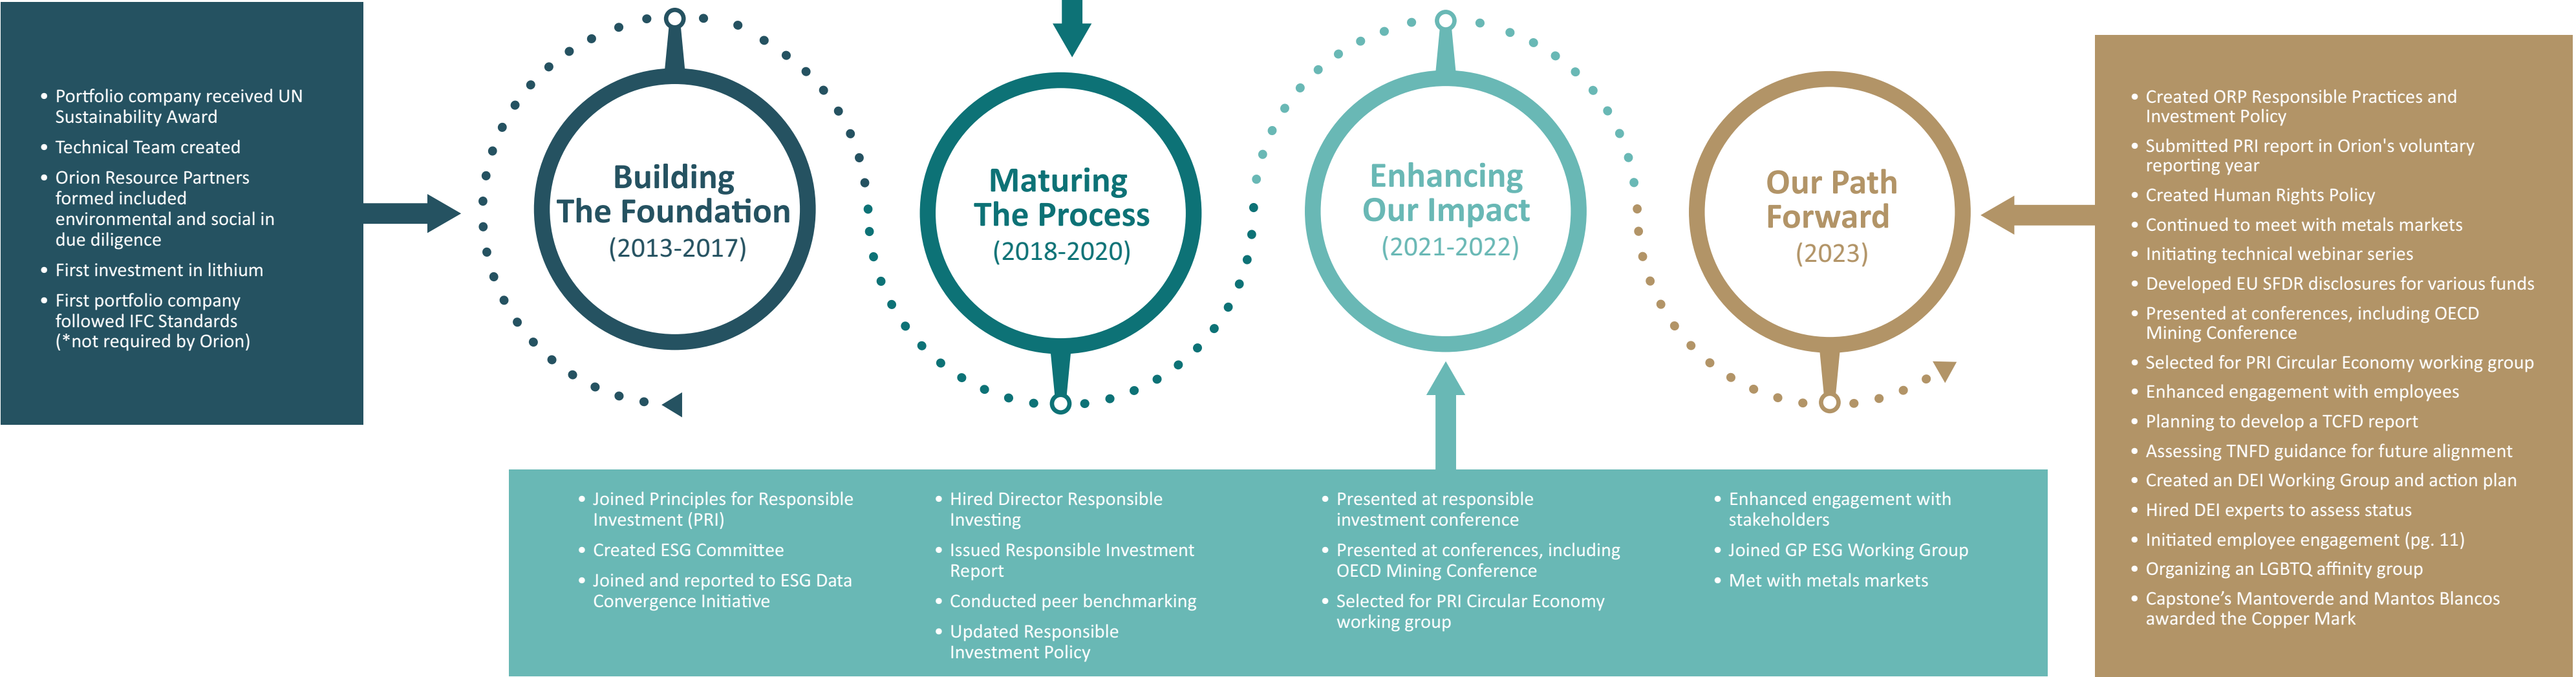 • Portfolio company received UN
Sustainability Award
• Technical Team created
• Orion Resource Partners
formed included
environmental and social in
due diligence
• First investment in lithium
• First portfolio company
followed IFC Standards
(*not required by Orion)
Building
The Foundation
(2013-2017)
Maturing
The Process
(2018-2020)
Enhancing
Our Impact
(2021-2022)
Our Path
Forward
(2023)
• Joined Principles for Responsible
Investment (PRI)
• Created ESG Committee
• Joined and reported to ESG Data
Convergence Initiative
• Hired Director Responsible
Investing
• Issued Responsible Investment
Report
• Conducted peer benchmarking
• Updated Responsible
Investment Policy
• Presented at responsible
investment conference
• Presented at conferences, including
OECD Mining Conference
• Selected for PRI Circular Economy
working group
• Enhanced engagement with
stakeholders
• Joined GP ESG Working Group
• Met with metals markets
• Created ORP Responsible Practices and
Investment Policy
• Submitted PRI report in Orion's voluntary
reporting year
• Created Human Rights Policy
• Continued to meet with metals markets
• Initiating technical webinar series
• Developed EU SFDR disclosures for various funds
• Presented at conferences, including OECD
Mining Conference
• Selected for PRI Circular Economy working group
• Enhanced engagement with employees
• Planning to develop a TCFD report
• Assessing TNFD guidance for future alignment
• Created an DEI Working Group and action plan
• Hired DEI experts to assess status
• Initiated employee engagement (pg. 11)
• Organizing an LGBTQ affinity group
• Capstone’s Mantoverde and Mantos Blancos
awarded the Copper Mark